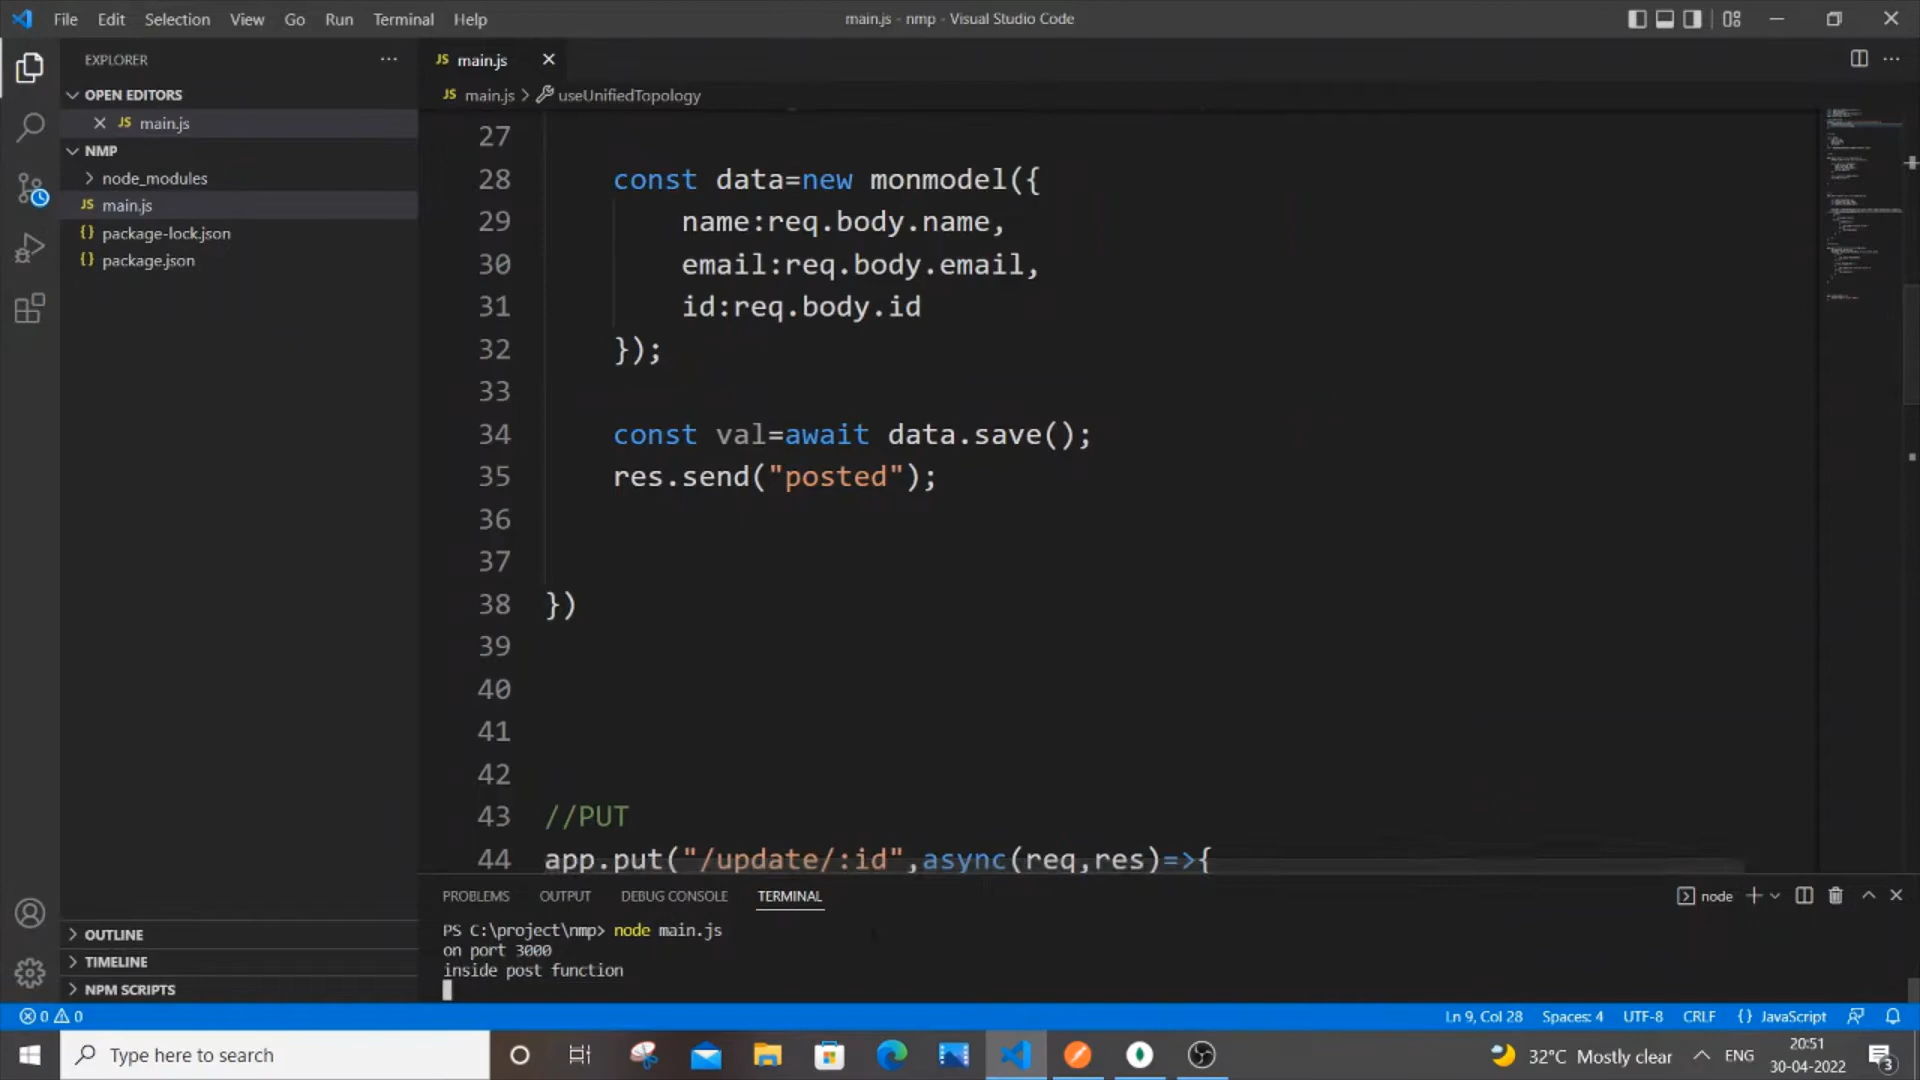 File Edit Selection View Go Run Terminal Help
main.js - nmp - Visual Studio Code
EXPLORER
OPEN EDITORS
JS main.js
NMP
node_modules
JS main.js
{} package-lock.json
{} package.json
OUTLINE
TIMELINE
NPM SCRIPTS
JS main.js
JS main.js > useUnifiedTopology
27
28 const data=new monmodel({
29 name:req.body.name,
30 email:req.body.email,
31 id:req.body.id
32 });
33
34 const val=await data.save();
35 res.send("posted");
36
37
38 })
39
40
41
42
43 //PUT
44 app.put("/update/:id",async(req,res)=>{
PROBLEMS OUTPUT DEBUG CONSOLE TERMINAL
node
PS C:\project\nmp> node main.js
on port 3000
inside post function
0 0
Ln 9, Col 28 Spaces: 4 UTF-8 CRLF {} JavaScript
Type here to search
32°C Mostly clear
ENG
20:51
30-04-2022
3